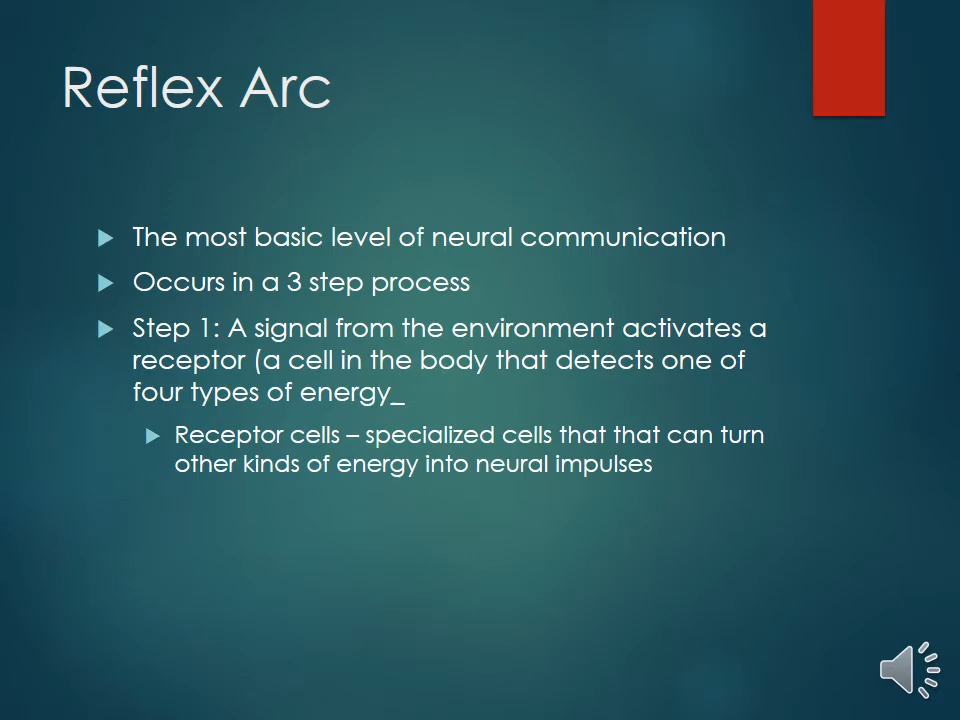 Reflex Arc
The most basic level of neural communication
Occurs in a 3 step process
Step 1: A signal from the environment activates a
receptor (a cell in the body that detects one of
four types of energy_
Receptor cells – specialized cells that that can turn
other kinds of energy into neural impulses